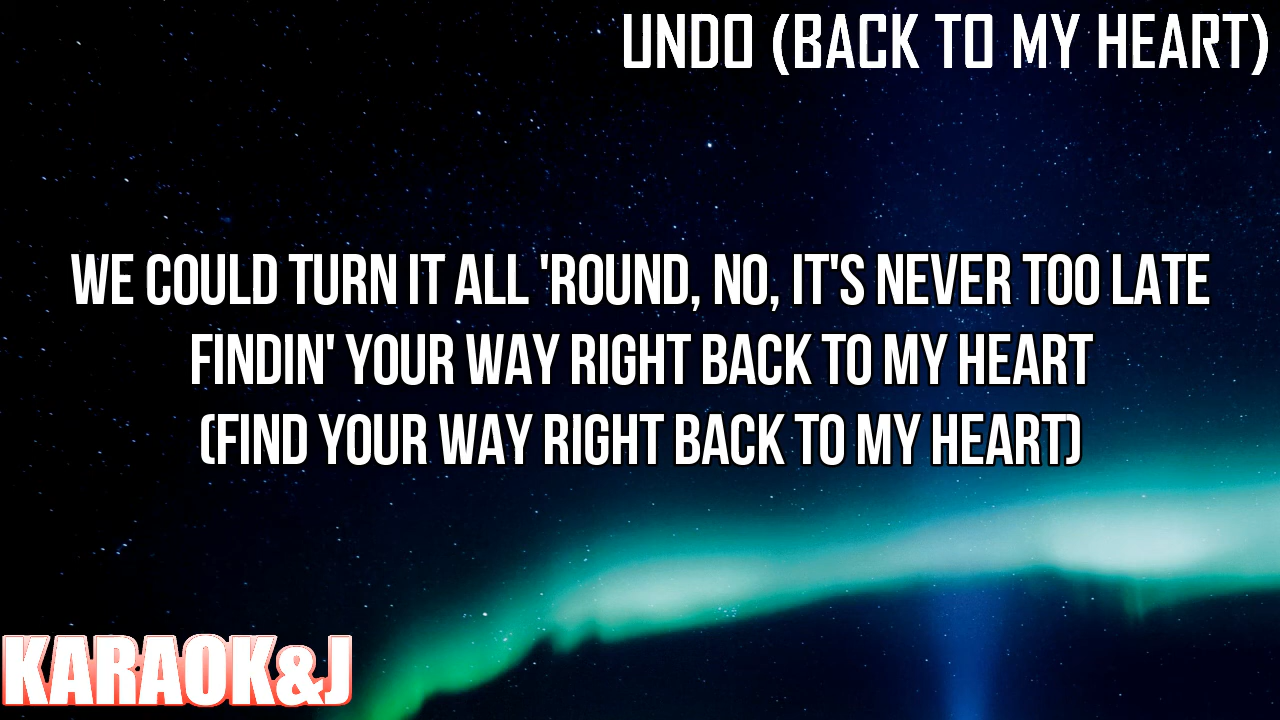 UNDO (BACK TO MY HEART)
WE COULD TURN IT ALL 'ROUND, NO, IT'S NEVER TOO LATE
FINDIN' YOUR WAY RIGHT BACK TO MY HEART
(FIND YOUR WAY RIGHT BACK TO MY HEART)
KARAOK&J